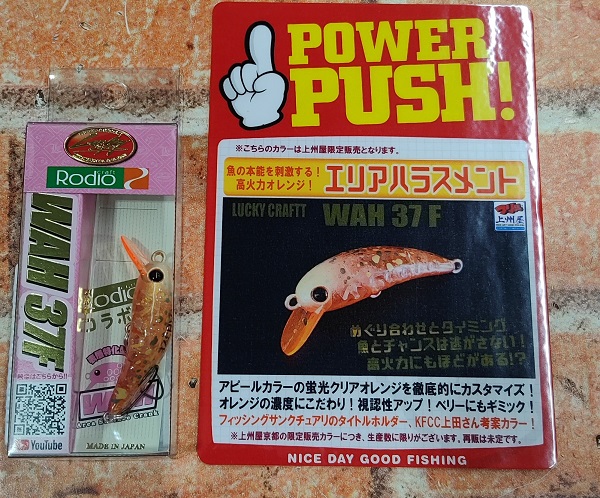 Rodio craft
WAH 37F
Rodio
コラボ
WAH
Area
Crank
YouTube
MADE IN JAPAN
POWER
PUSH!
※こちらのカラーは上州屋限定販売となります。
魚の本能を刺激する!
高火力オレンジ!
エリアハラスメント
LUCKY CRAFTT WAH 37 F
上州屋
めぐり合わせとタイミング
魚とチャンスは逃がさない!
高火力にもほどがある!?
アピールカラーの蛍光クリアオレンジを徹底的にカスタマイズ!
オレンジの濃度にこだわり!視認性アップ!ベリーにもギミック!
フィッシングサンクチュアリのタイトルホルダー、KFCC上田さん考案カラー!
※上州屋京都の限定販売カラーにつき、生産数に限りがございます。再販は未定です。
NICE DAY GOOD FISHING